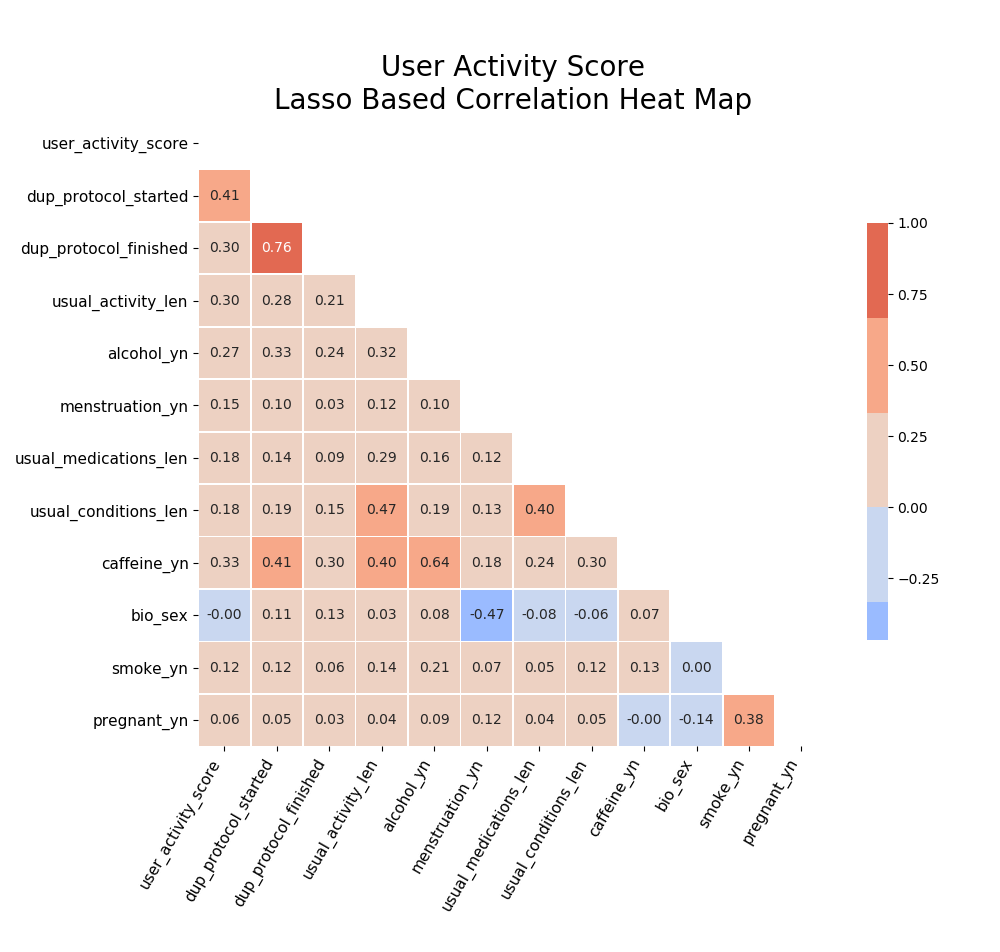 User Activity Score
Lasso Based Correlation Heat Map
user_activity_score
dup_protocol_started 0.41
dup_protocol_finished 0.30 0.76
usual_activity_len 0.30 0.28 0.21
alcohol_yn 0.27 0.33 0.24 0.32
menstruation_yn 0.15 0.10 0.03 0.12 0.10
usual_medications_len 0.18 0.14 0.09 0.29 0.16 0.12
usual_conditions_len 0.18 0.19 0.15 0.47 0.19 0.13 0.40
caffeine_yn 0.33 0.41 0.30 0.40 0.64 0.18 0.24 0.30
bio_sex -0.00 0.11 0.13 0.03 0.08 -0.47 -0.08 -0.06 0.07
smoke_yn 0.12 0.12 0.06 0.14 0.21 0.07 0.05 0.12 0.13 0.00
pregnant_yn 0.06 0.05 0.03 0.04 0.09 0.12 0.04 0.05 -0.00 -0.14 0.38
user_activity_score
dup_protocol_started
dup_protocol_finished
usual_activity_len
alcohol_yn
menstruation_yn
usual_medications_len
usual_conditions_len
caffeine_yn
bio_sex
smoke_yn
pregnant_yn
1.00
0.75
0.50
0.25
0.00
−0.25